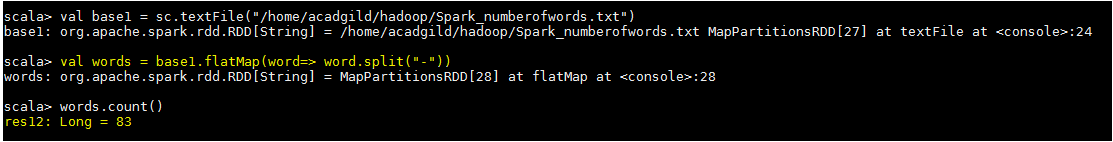 scala> val base1 = sc.textFile("/home/acadgild/hadoop/Spark_numberofwords.txt")
base1: org.apache.spark.rdd.RDD[String] = /home/acadgild/hadoop/Spark_numberofwords.txt MapPartitionsRDD[27] at textFile at <console>:24
scala> val words = base1.flatMap(word=> word.split("-"))
words: org.apache.spark.rdd.RDD[String] = MapPartitionsRDD[28] at flatMap at <console>:28
scala> words.count()
res12: Long = 83